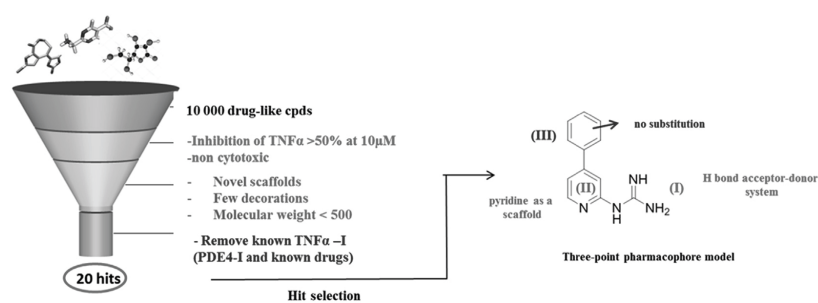 10 000 drug-like cpds
-Inhibition of TNFα >50% at 10µM
-non cytotoxic
- Novel scaffolds
- Few decorations
- Molecular weight < 500
- Remove known TNFα –I
(PDE4-I and known drugs)
20 hits
Hit selection
(III)
no substitution
(II)
pyridine as a
scaffold
N
N
H
NH
NH2
(I)
H bond acceptor-donor
system
Three-point pharmacophore model